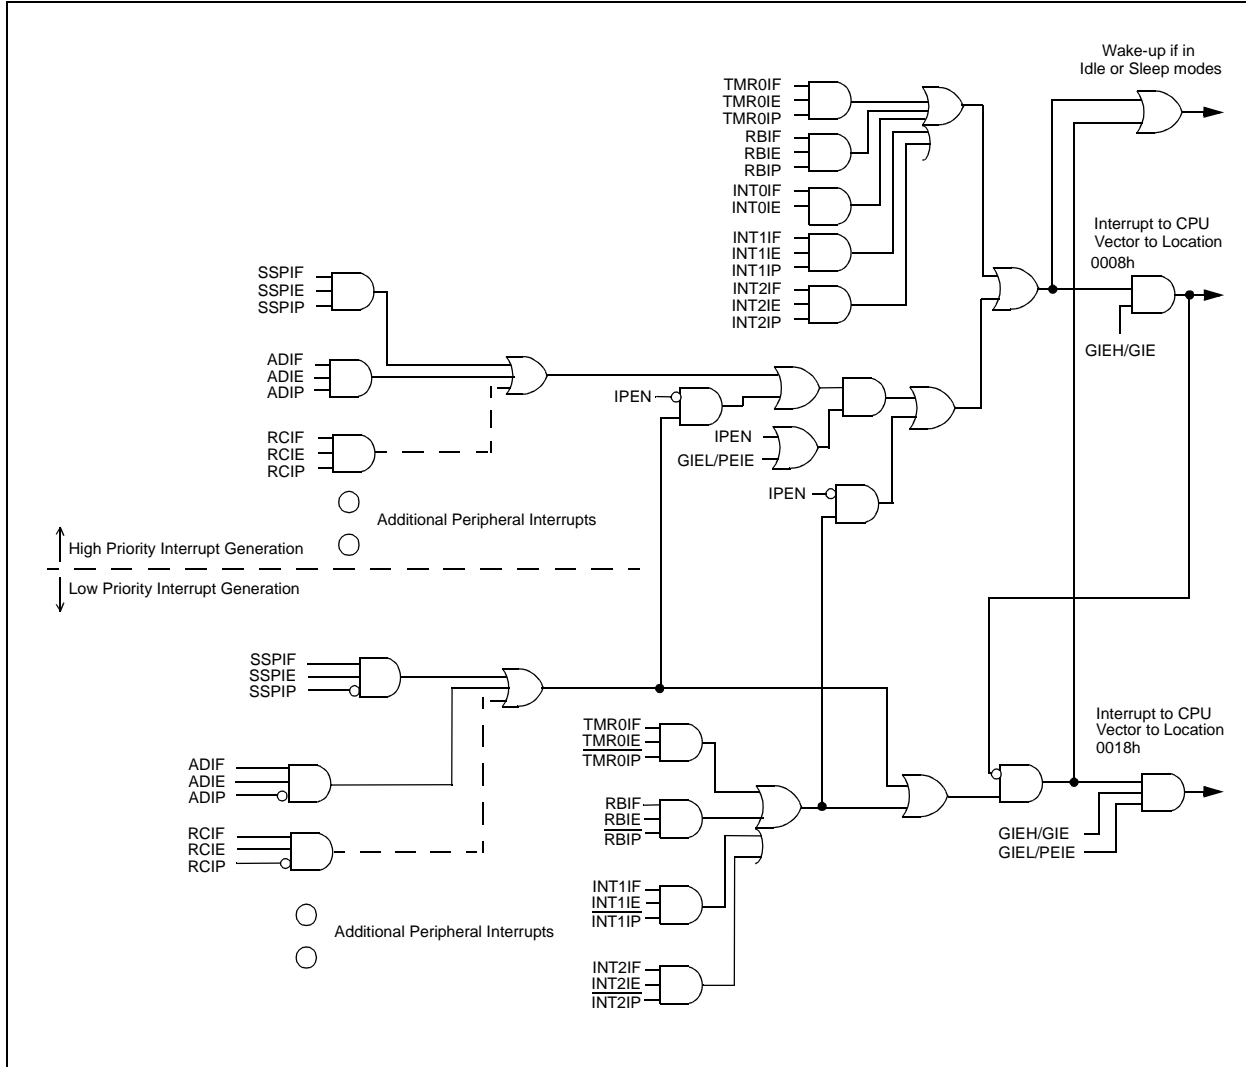 Wake-up if in
Idle or Sleep modes
TMR0IF
TMR0IE
TMR0IP
RBIF
RBIE
RBIP
INT0IF
INT0IE
INT1IF
INT1IE
INT1IP
INT2IF
INT2IE
INT2IP
Interrupt to CPU
Vector to Location
0008h
GIEH/GIE
SSPIF
SSPIE
SSPIP
ADIF
ADIE
ADIP
RCIF
RCIE
RCIP
IPEN
IPEN
GIEL/PEIE
IPEN
Additional Peripheral Interrupts
High Priority Interrupt Generation
Low Priority Interrupt Generation
SSPIF
SSPIE
SSPIP
ADIF
ADIE
ADIP
RCIF
RCIE
RCIP
Additional Peripheral Interrupts
TMR0IF
TMR0IE
TMR0IP
RBIF
RBIE
RBIP
INT1IF
INT1IE
INT1IP
INT2IF
INT2IE
INT2IP
Interrupt to CPU
Vector to Location
0018h
GIEH/GIE
GIEL/PEIE